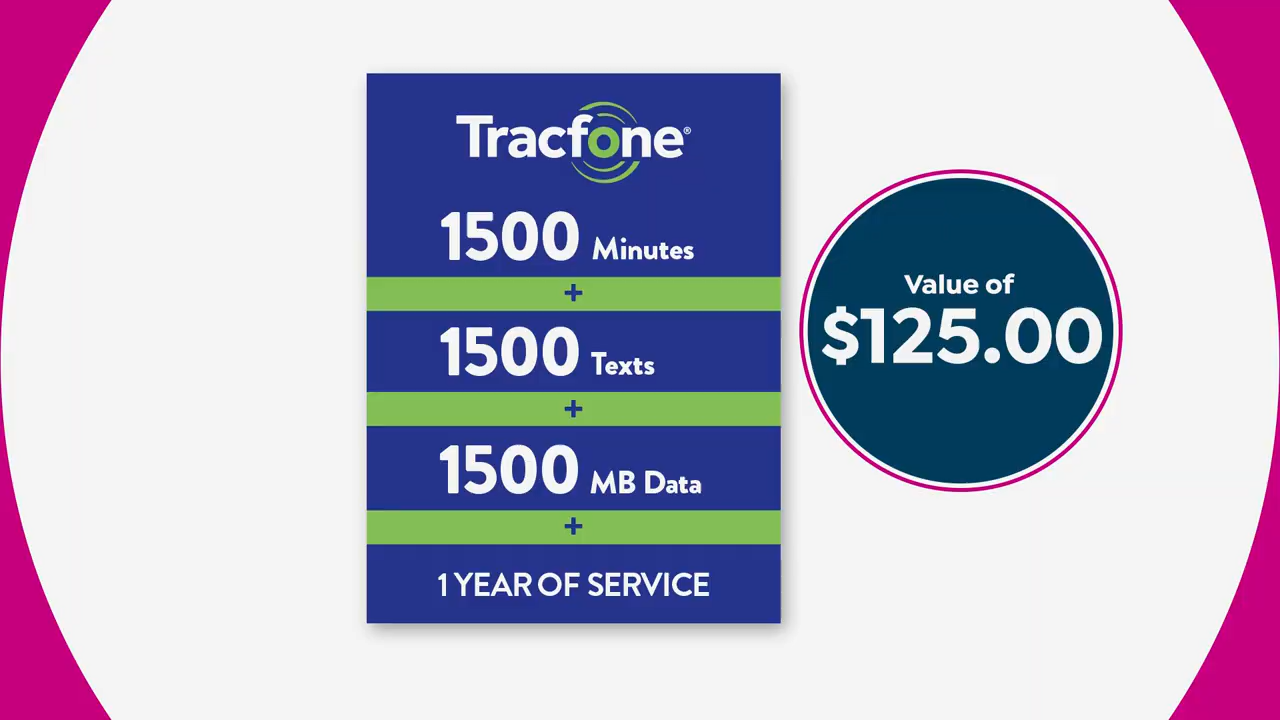 Tracfone®
1500 Minutes
+
1500 Texts
+
1500 MB Data
+
1 YEAR OF SERVICE
Value of
$125.00